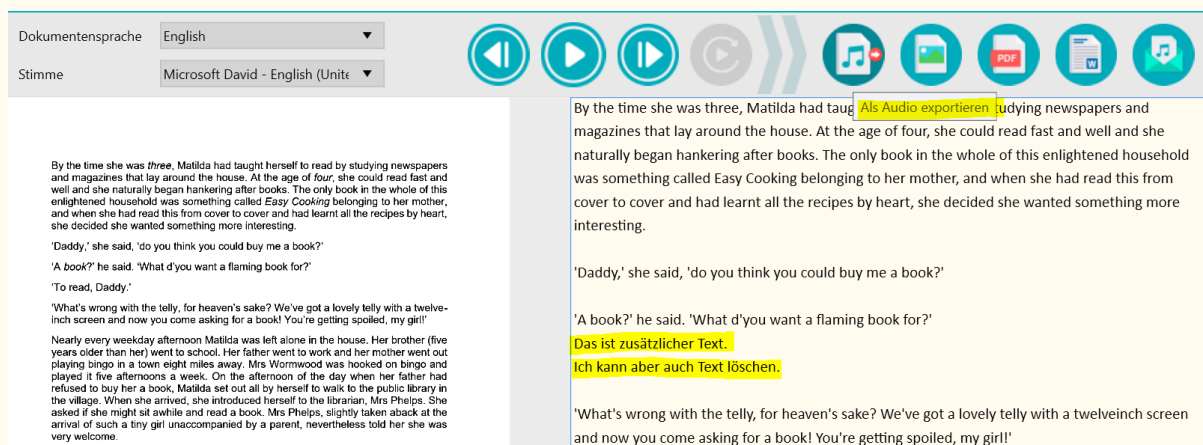 Dokumentensprache English
Stimme Microsoft David - English (Unite
PDF
W
Als Audio exportieren
By the time she was three, Matilda had taught herself to read by studying newspapers
and magazines that lay around the house. At the age of four, she could read fast and
well and she naturally began hankering after books. The only book in the whole of this
enlightened household was something called Easy Cooking belonging to her mother,
and when she had read this from cover to cover and had learnt all the recipes by heart,
she decided she wanted something more interesting.
'Daddy,' she said, 'do you think you could buy me a book?'
'A book?' he said. 'What d'you want a flaming book for?'
'To read, Daddy.'
'What's wrong with the telly, for heaven's sake? We've got a lovely telly with a twelve-
inch screen and now you come asking for a book! You're getting spoiled, my girl!'
Nearly every weekday afternoon Matilda was left alone in the house. Her brother (five
years older than her) went to school. Her father went to work and her mother went out
playing bingo in a town eight miles away. Mrs Wormwood was hooked on bingo and
played it five afternoons a week. On the afternoon of the day when her father had
refused to buy her a book, Matilda set out all by herself to walk to the public library in
the village. When she arrived, she introduced herself to the librarian, Mrs Phelps. She
asked if she might sit awhile and read a book. Mrs Phelps, slightly taken aback at the
arrival of such a tiny girl unaccompanied by a parent, nevertheless told her she was
very welcome.
By the time she was three, Matilda had taug udying newspapers and
magazines that lay around the house. At the age of four, she could read fast and well and she
naturally began hankering after books. The only book in the whole of this enlightened household
was something called Easy Cooking belonging to her mother, and when she had read this from
cover to cover and had learnt all the recipes by heart, she decided she wanted something more
interesting.
'Daddy,' she said, 'do you think you could buy me a book?'
'A book?' he said. 'What d'you want a flaming book for?'
Das ist zusätzlicher Text.
Ich kann aber auch Text löschen.
'What's wrong with the telly, for heaven's sake? We've got a lovely telly with a twelveinch screen
and now you come asking for a book! You're getting spoiled, my girl!'